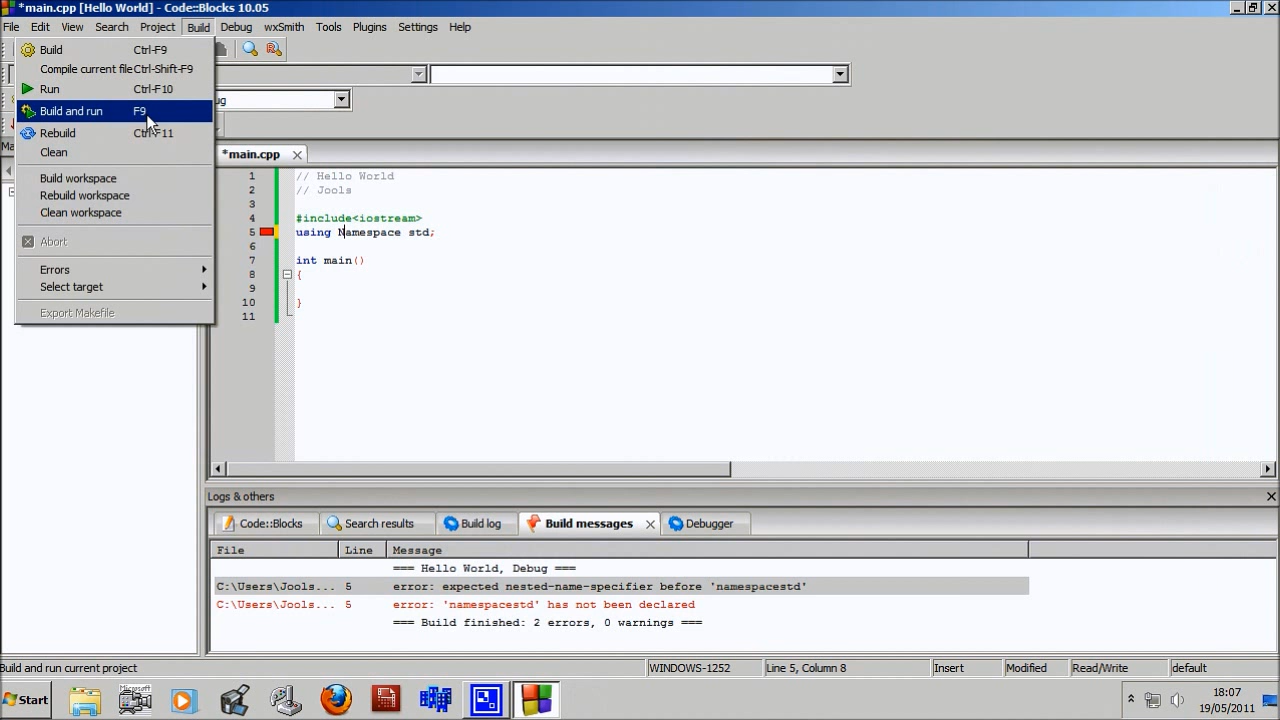 *main.cpp [Hello World] - Code::Blocks 10.05
File Edit View Search Project Build Debug wxSmith Tools Plugins Settings Help
Build Ctrl-F9
Compile current file Ctrl-Shift-F9
Run Ctrl-F10
Build and run F9
Rebuild Ctrl-F11
Clean
Build workspace
Rebuild workspace
Clean workspace
Abort
Errors
Select target
Export Makefile
ug
Ma
*main.cpp
1 // Hello World
2 // Jools
3
4 #include<iostream>
5 using Namespace std;
6
7 int main()
8 {
9
10 }
11
Logs & others
Code::Blocks Search results Build log Build messages Debugger
File Line Message
=== Hello World, Debug ===
C:\Users\Jools... 5 error: expected nested-name-specifier before 'namespacestd'
C:\Users\Jools... 5 error: 'namespacestd' has not been declared
=== Build finished: 2 errors, 0 warnings ===
Build and run current project WINDOWS-1252 Line 5, Column 8 Insert Modified Read/Write default
Start 18:07
19/05/2011